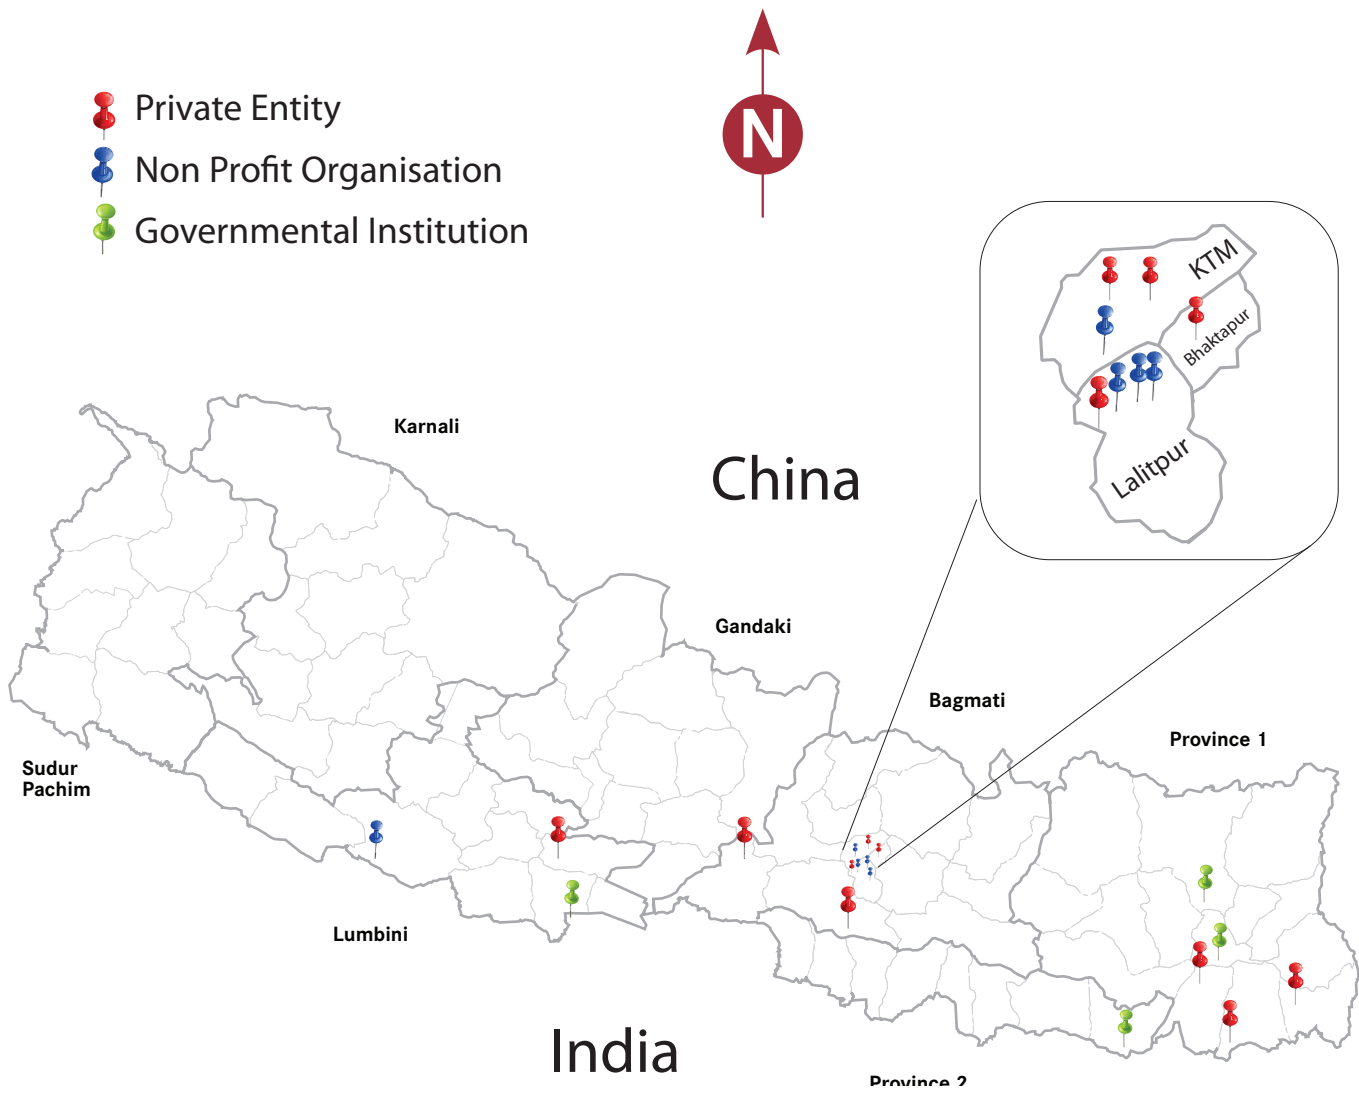 N
Private Entity
Non Profit Organisation
Governmental Institution
KTM
Bhaktapur
Lalitpur
Karnali
China
Gandaki
Bagmati
Province 1
Sudur
Pachim
Lumbini
India
Province 2